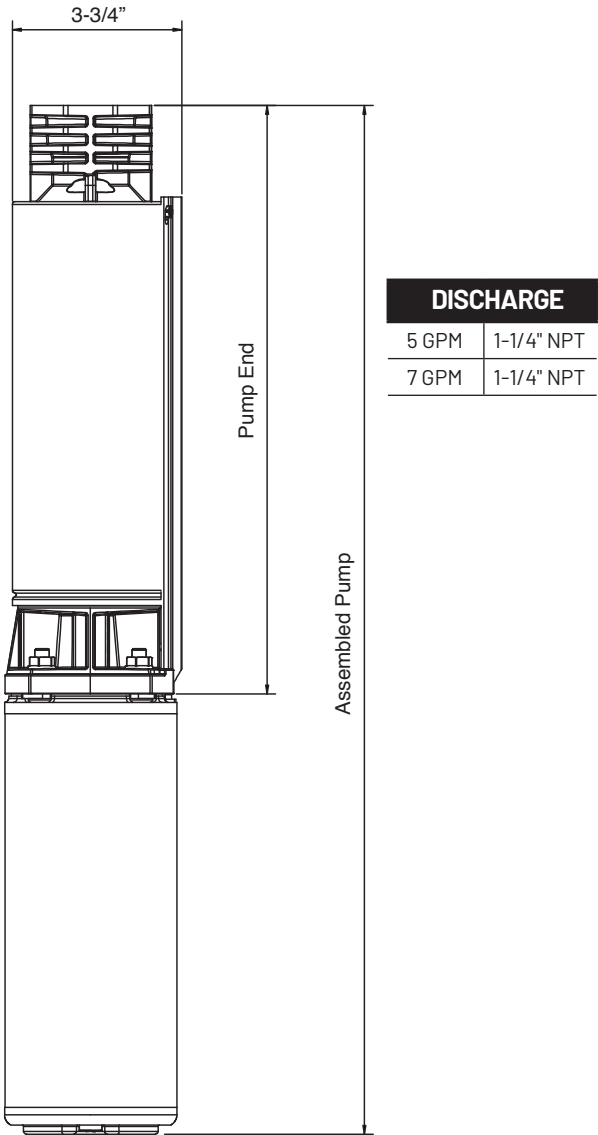 3-3/4”
Pump End
Assembled Pump
DISCHARGE
5 GPM 1-1/4" NPT
7 GPM 1-1/4" NPT